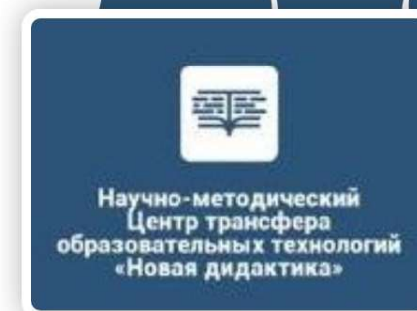 Научно-методический
Центр трансфера
образовательных технологий
«Новая дидактика»